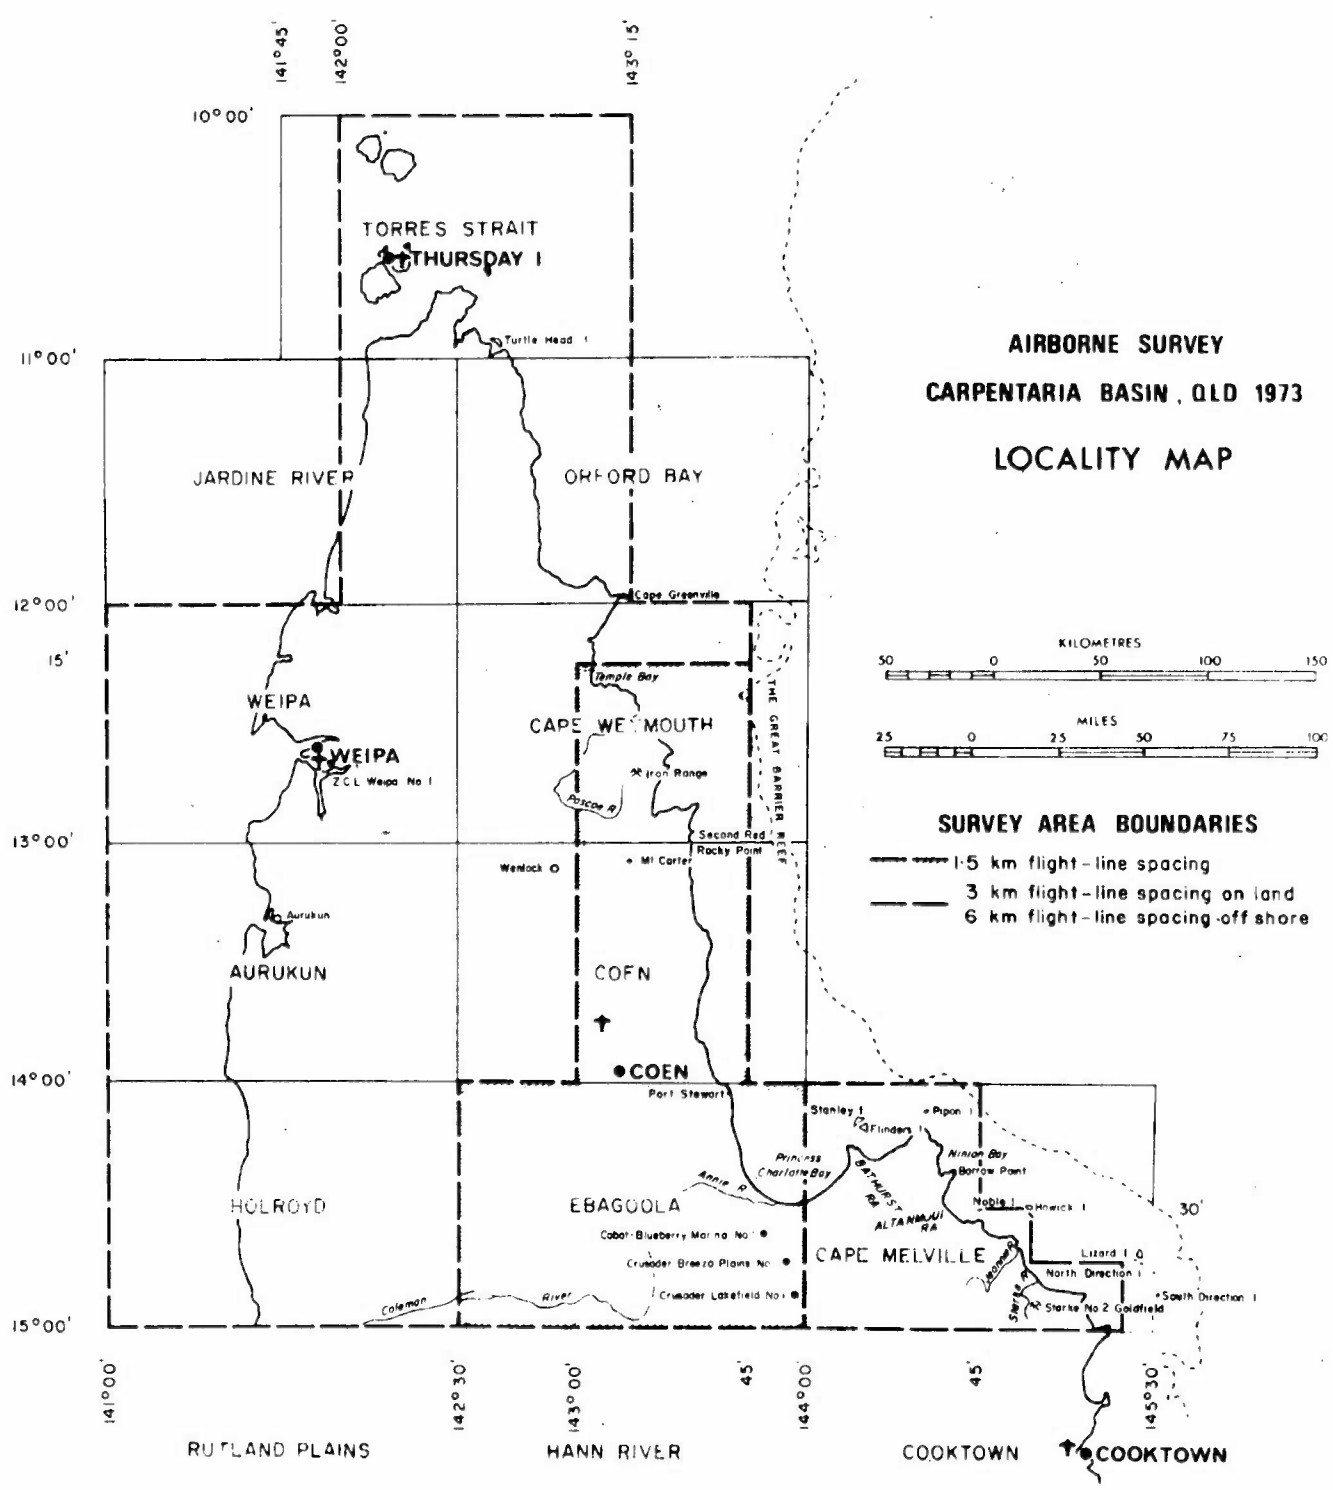 141°45'
142°00'
143°15'
10°00'
TORRES STRAIT
THURSDAY I
Turtle Head I
11°00'
AIRBORNE SURVEY
CARPENTARIA BASIN, QLD 1973
LOCALITY MAP
JARDINE RIVER
ORFORD BAY
12°00'
Cape Grenville
15'
Temple Bay
KILOMETRES
50 0 50 100 150
WEIPA
CAPE WEYMOUTH
THE GREAT BARRIER REEF
MILES
25 0 25 50 75 100
WEIPA
Z.C.L. Weipa No. 1
Iron Range
Pascoe R
SURVEY AREA BOUNDARIES
1·5 km flight-line spacing
3 km flight-line spacing on land
6 km flight-line spacing off shore
13°00'
Second Red
Rocky Point
Wenlock
Mt Carter
Aurukun
AURUKUN
COEN
COEN
14°00'
Port Stewart
Stanley I
Flinders I
Pipon I
Princess
Charlotte Bay
BATHURST
RA
Ninian Bay
Barrow Point
Annie R
HOLROYD
EBAGOOLA
Noble I
Howick I
30'
ALTANMOUI
RA
Cabot-Blueberry Marina No 1
CAPE MELVILLE
Jeannie R
Lizard I
Crusader Breeza Plains No
North Direction I
Starke R
South Direction I
Crusader Lakefield No 1
Starke No 2 Goldfield
Coleman River
15°00'
141°00'
142°30'
143°00'
45'
144°00'
45'
145°30'
RUTLAND PLAINS
HANN RIVER
COOKTOWN
COOKTOWN